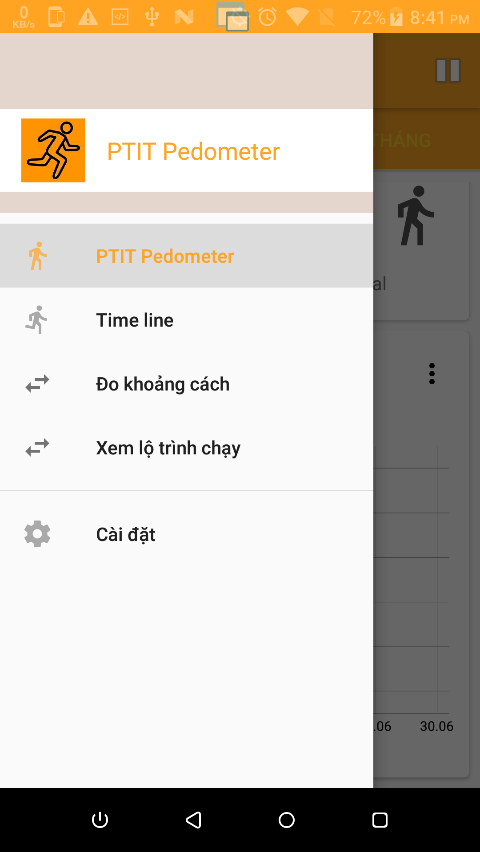 0
KB/s
72%
8:41 PM
THÁNG
PTIT Pedometer
al
PTIT Pedometer
Time line
Đo khoảng cách
Xem lộ trình chạy
Cài đặt
.06
30.06